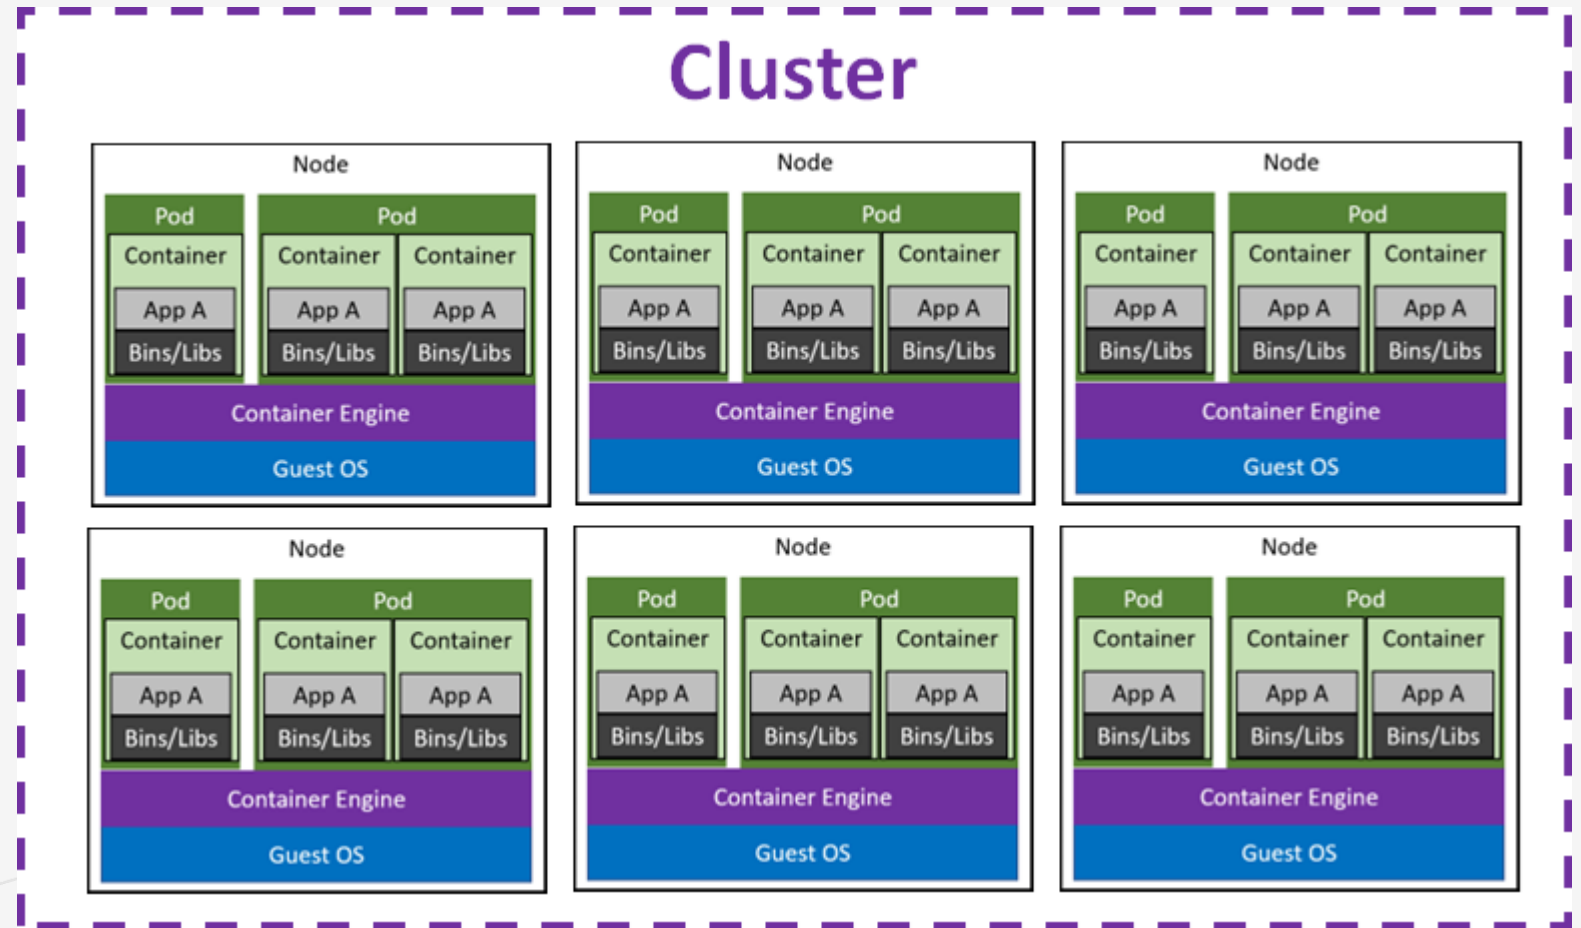 Cluster
Node
Pod Pod
Container Container Container
App A App A App A
Bins/Libs Bins/Libs Bins/Libs
Container Engine
Guest OS
Node
Pod Pod
Container Container Container
App A App A App A
Bins/Libs Bins/Libs Bins/Libs
Container Engine
Guest OS
Node
Pod Pod
Container Container Container
App A App A App A
Bins/Libs Bins/Libs Bins/Libs
Container Engine
Guest OS
Node
Pod Pod
Container Container Container
App A App A App A
Bins/Libs Bins/Libs Bins/Libs
Container Engine
Guest OS
Node
Pod Pod
Container Container Container
App A App A App A
Bins/Libs Bins/Libs Bins/Libs
Container Engine
Guest OS
Node
Pod Pod
Container Container Container
App A App A App A
Bins/Libs Bins/Libs Bins/Libs
Container Engine
Guest OS